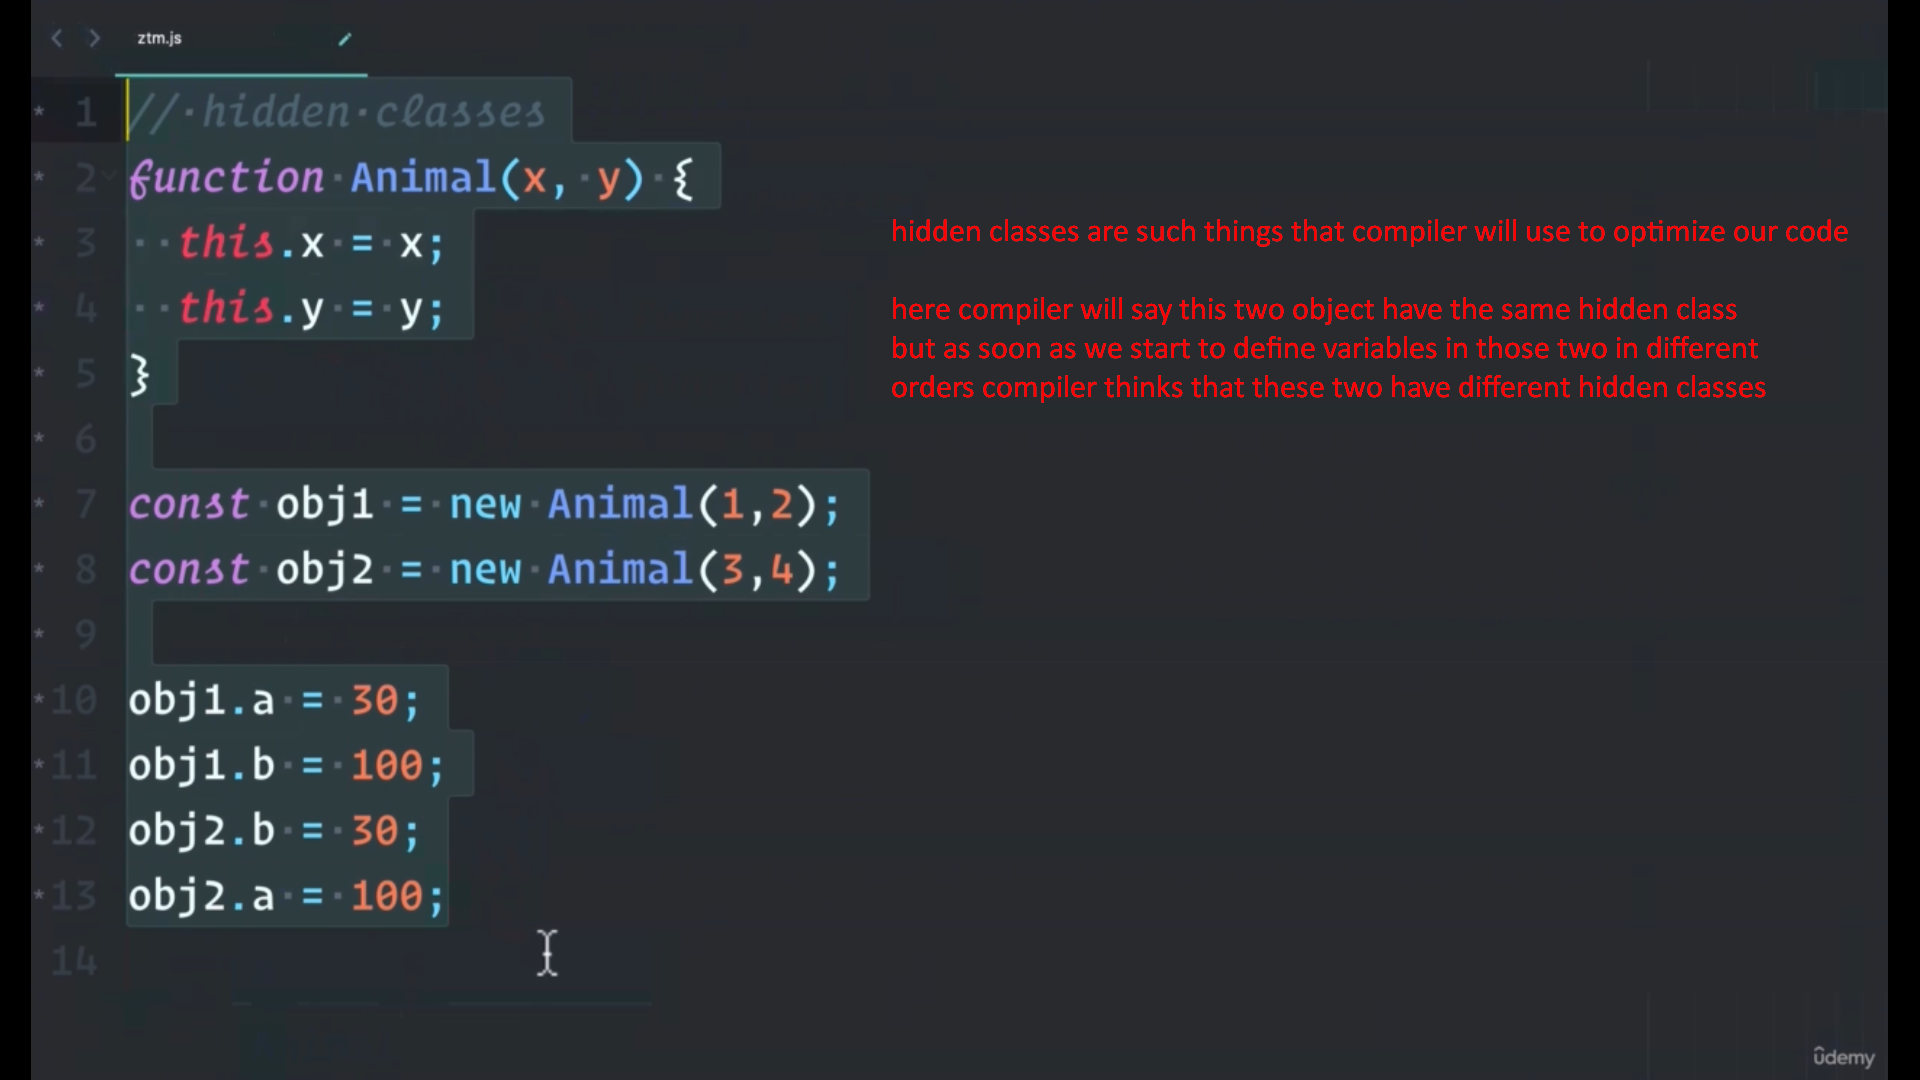 ztm.js
1 // hidden classes
2 function Animal(x, y) {
3 this.x = x;
4 this.y = y;
5 }
6
7 const obj1 = new Animal(1,2);
8 const obj2 = new Animal(3,4);
9
10 obj1.a = 30;
11 obj1.b = 100;
12 obj2.b = 30;
13 obj2.a = 100;
14
hidden classes are such things that compiler will use to optimize our code
here compiler will say this two object have the same hidden class
but as soon as we start to define variables in those two in different
orders compiler thinks that these two have different hidden classes
ûdemy